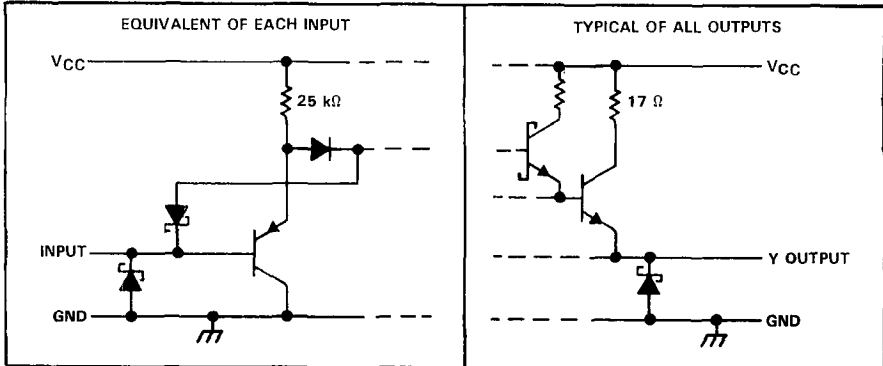 EQUIVALENT OF EACH INPUT
VCC
25 kΩ
INPUT
GND
TYPICAL OF ALL OUTPUTS
VCC
17 Ω
Y OUTPUT
GND